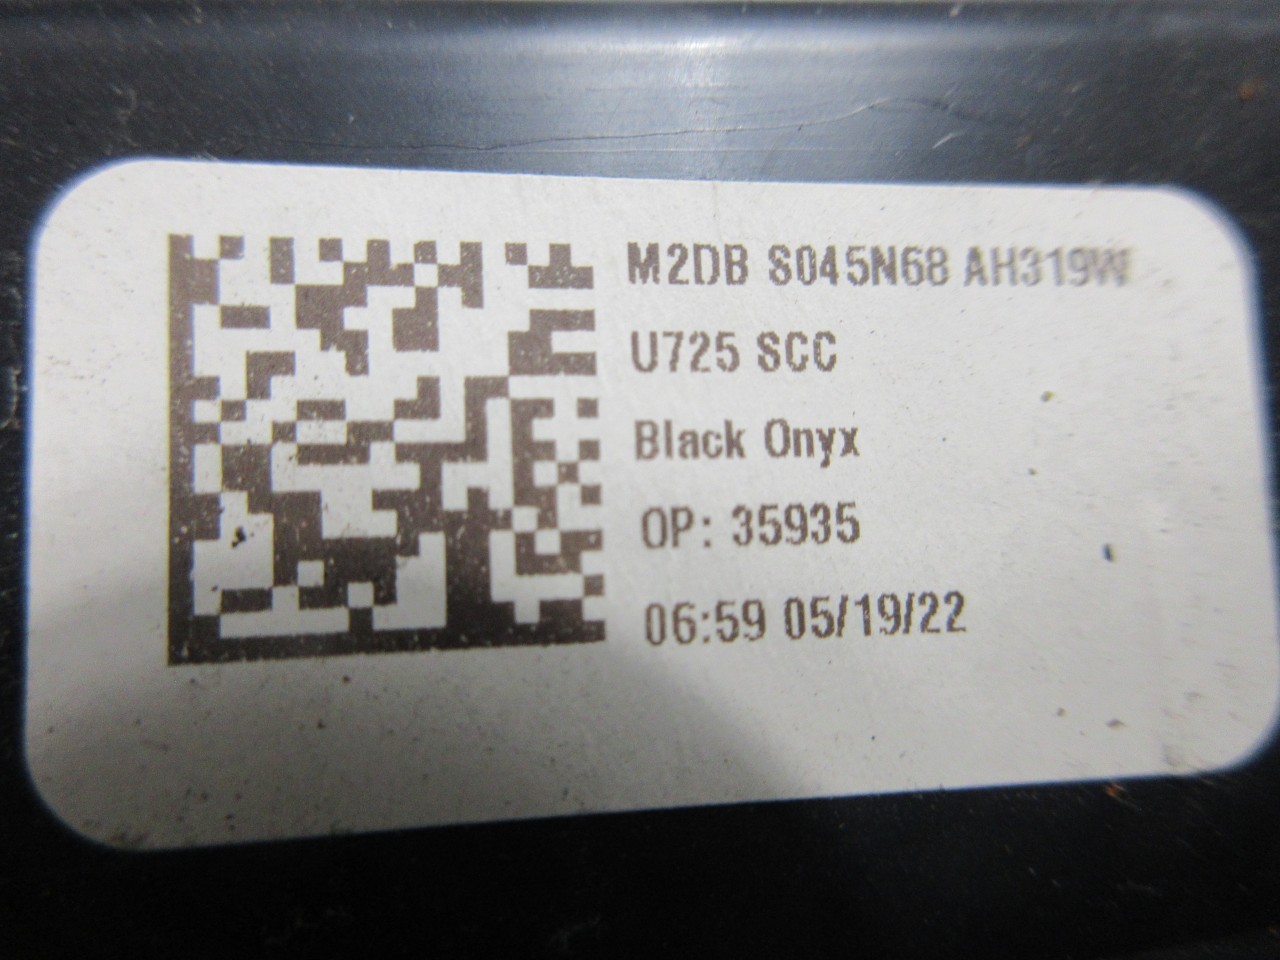 M2DB S045N68 AH319W
U725 SCC
Black Onyx
OP: 35935
06:59 05/19/22